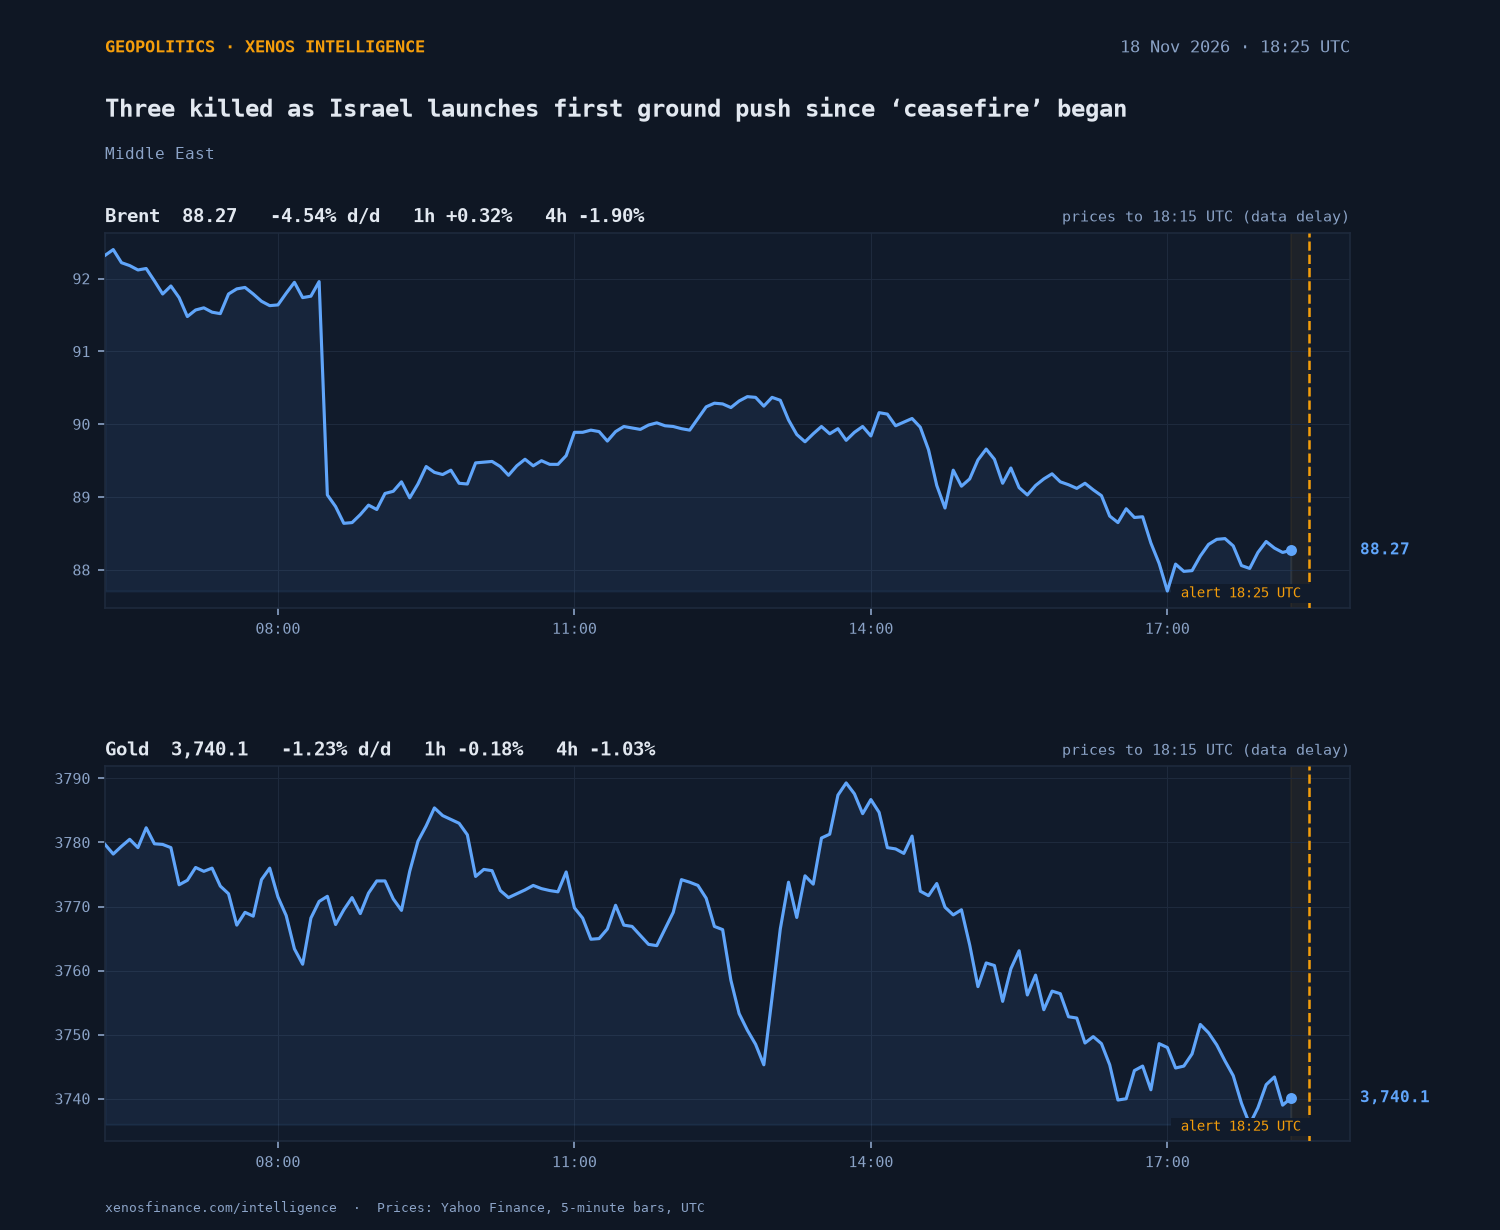 GEOPOLITICS · XENOS INTELLIGENCE
18 Nov 2026 · 18:25 UTC
Three killed as Israel launches first ground push since ‘ceasefire’ began
Middle East
Brent  88.27   -4.54% d/d   1h +0.32%   4h -1.90%
prices to 18:15 UTC (data delay)
92
91
90
89
88
88.27
alert 18:25 UTC
08:00
11:00
14:00
17:00
Gold  3,740.1   -1.23% d/d   1h -0.18%   4h -1.03%
prices to 18:15 UTC (data delay)
3790
3780
3770
3760
3750
3740
3,740.1
alert 18:25 UTC
08:00
11:00
14:00
17:00
xenosfinance.com/intelligence  ·  Prices: Yahoo Finance, 5-minute bars, UTC